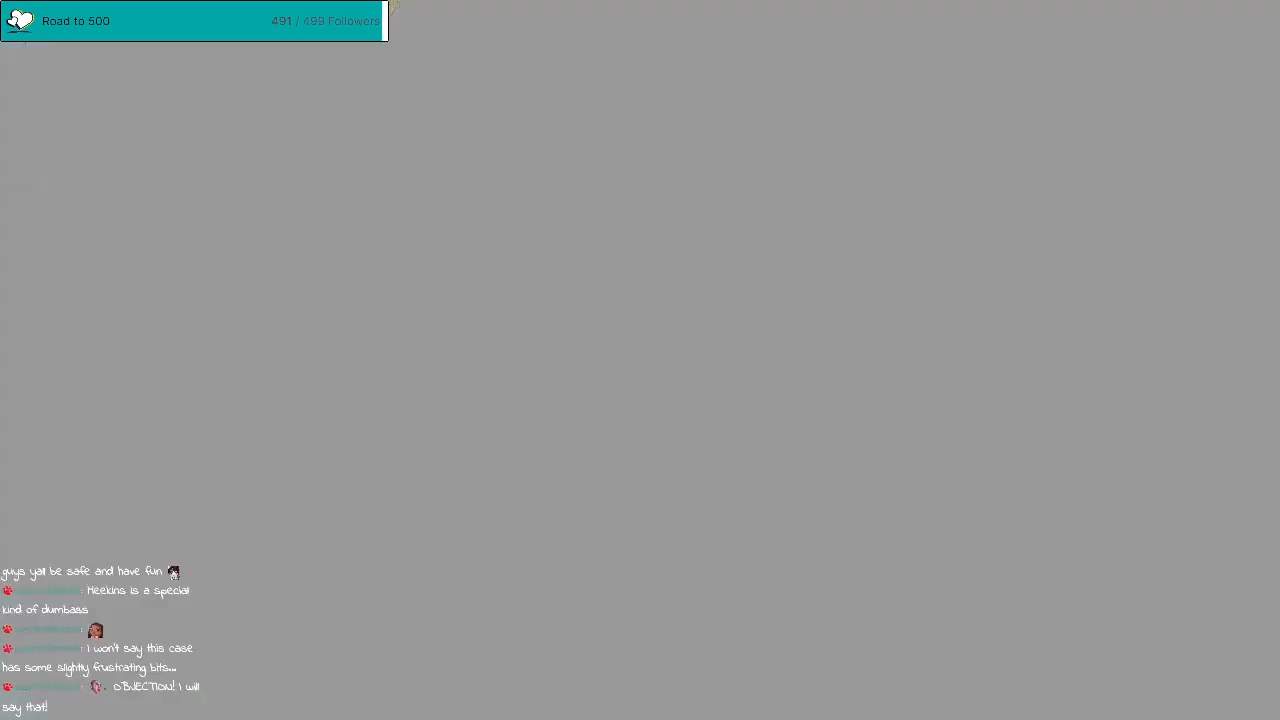 Road to 500 491 / 499 Followers
guys yall be safe and have fun
: Meekins is a special
kind of dumbass
:
: I won't say this case
has some slightly frustrating bits...
: . OBJECTION! I will
say that!